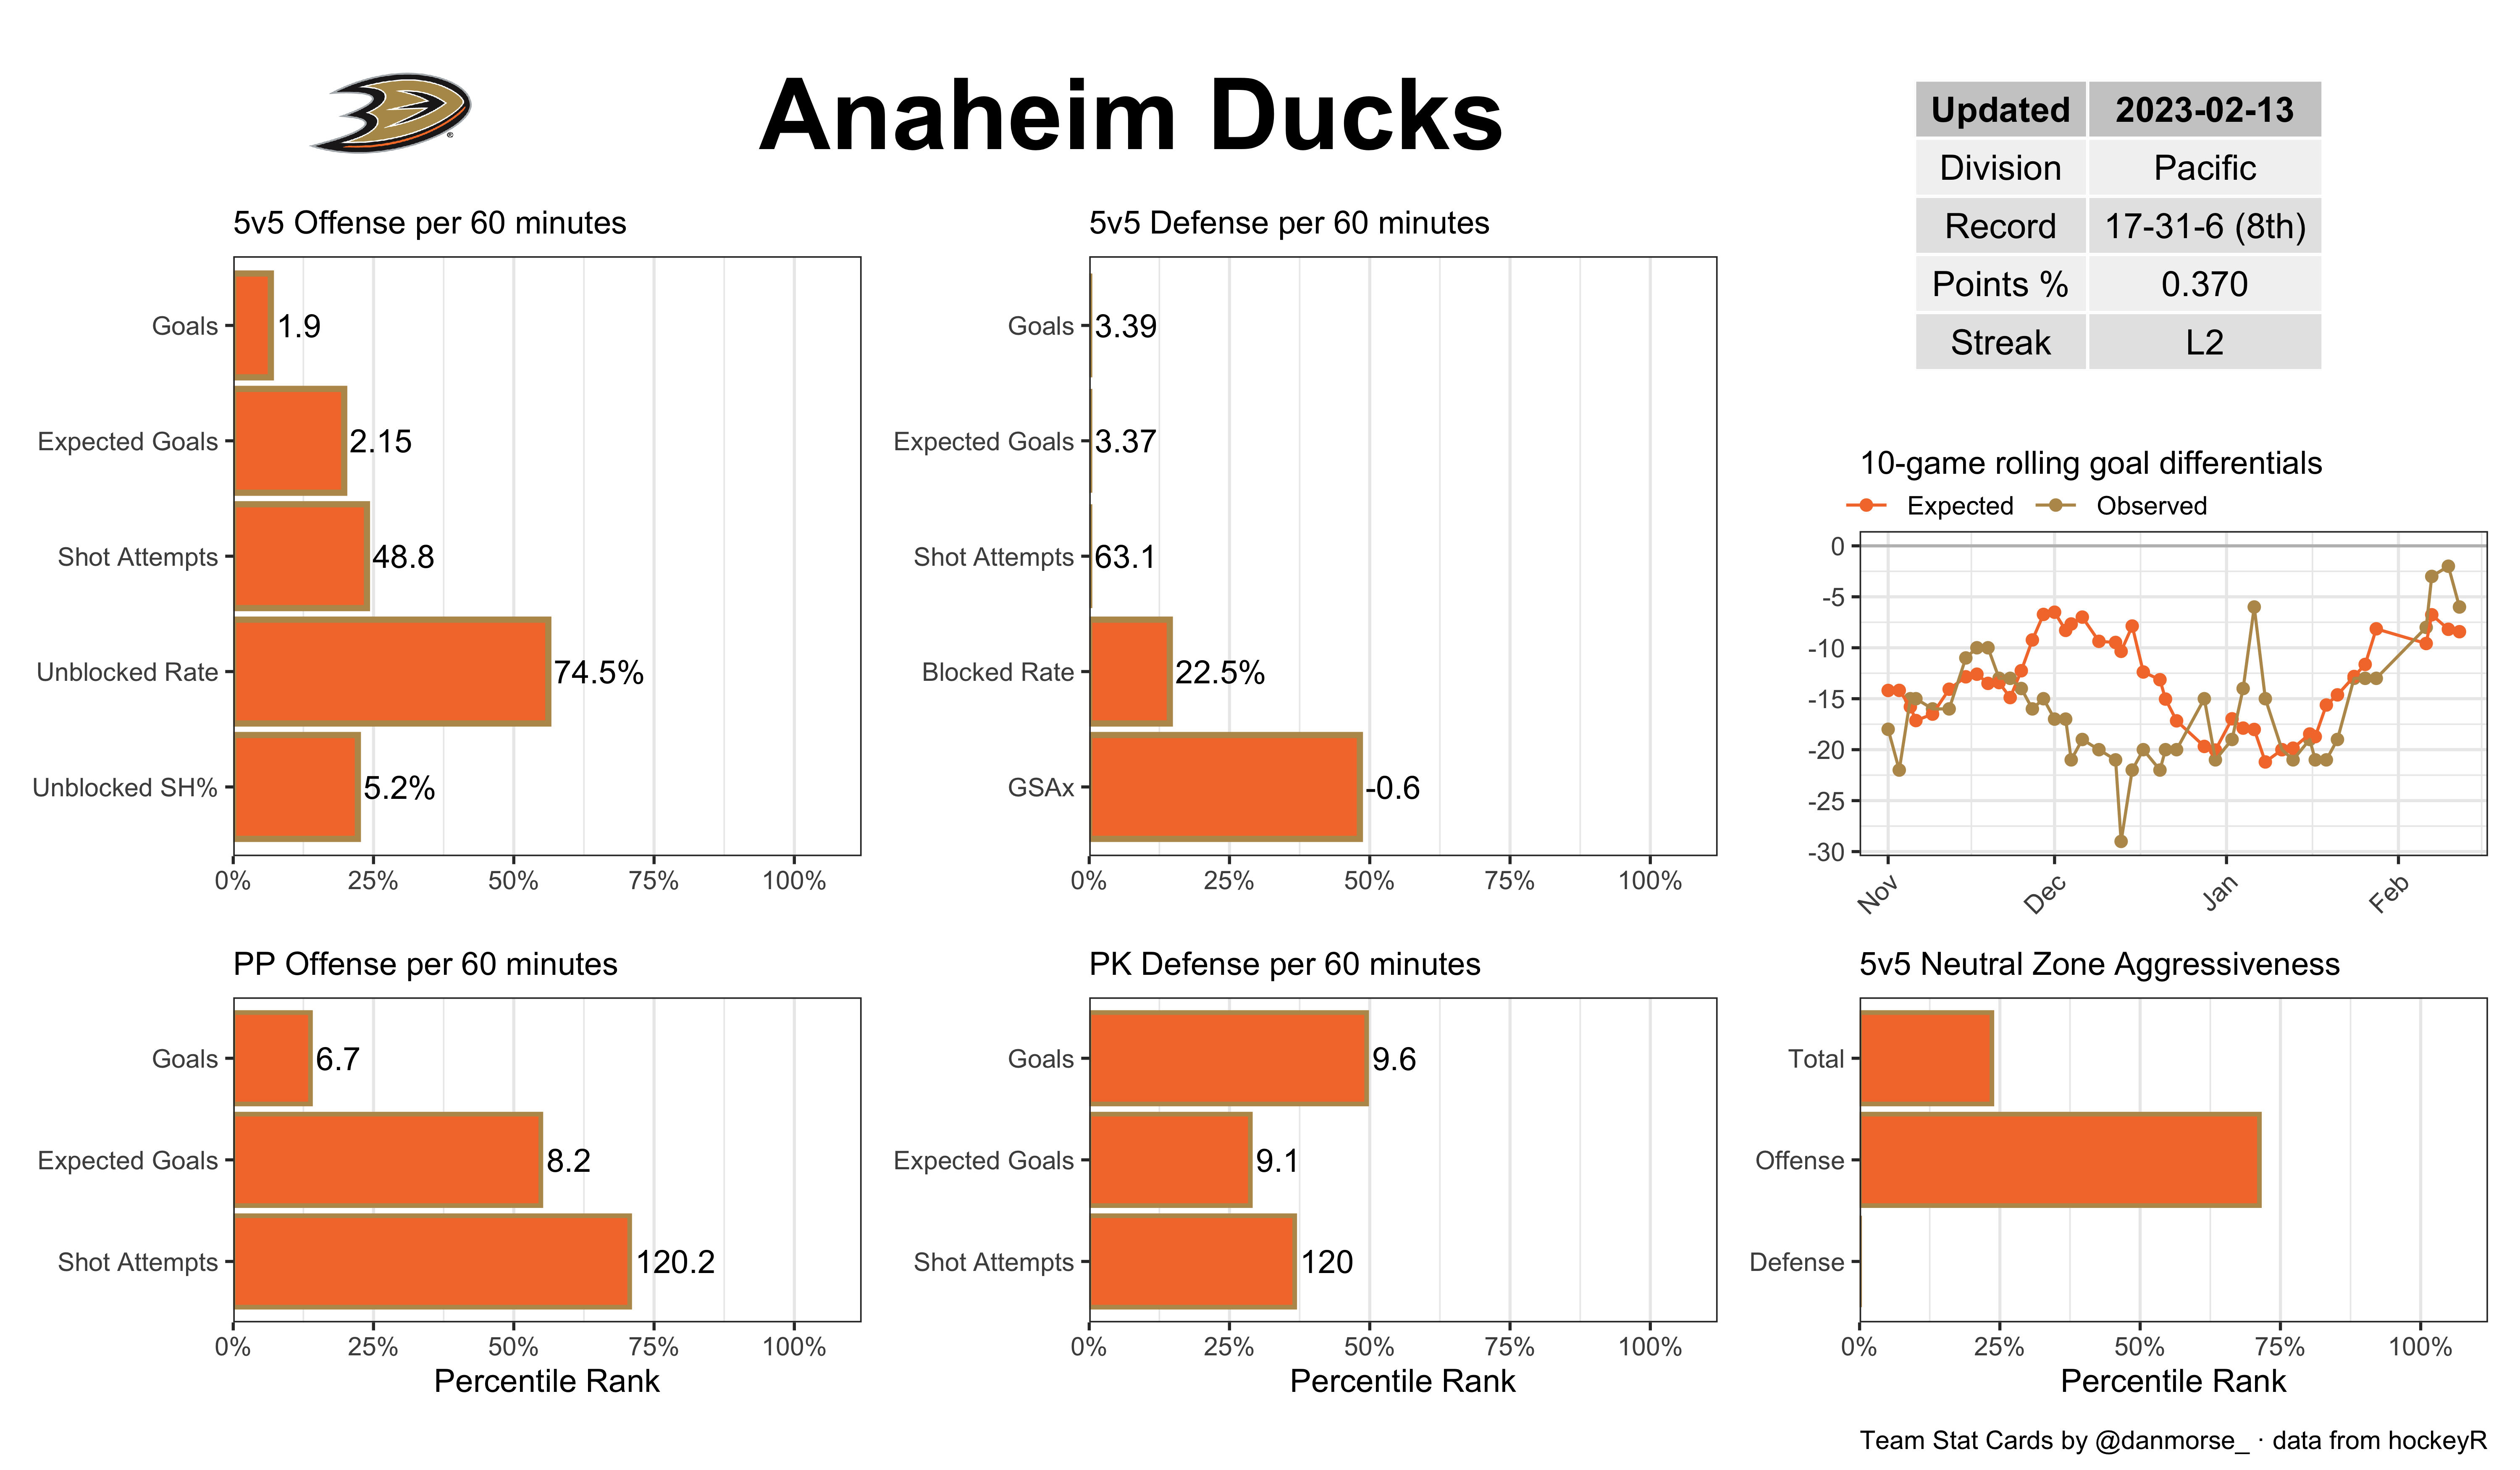 Anaheim Ducks
Updated 2023-02-13
Division Pacific
Record 17-31-6 (8th)
Points % 0.370
Streak L2
5v5 Offense per 60 minutes
Goals 1.9
Expected Goals 2.15
Shot Attempts 48.8
Unblocked Rate 74.5%
Unblocked SH% 5.2%
0% 25% 50% 75% 100%
5v5 Defense per 60 minutes
Goals 3.39
Expected Goals 3.37
Shot Attempts 63.1
Blocked Rate 22.5%
GSAx -0.6
0% 25% 50% 75% 100%
10-game rolling goal differentials
Expected Observed
0
-5
-10
-15
-20
-25
-30
Nov Dec Jan Feb
PP Offense per 60 minutes
Goals 6.7
Expected Goals 8.2
Shot Attempts 120.2
0% 25% 50% 75% 100%
Percentile Rank
PK Defense per 60 minutes
Goals 9.6
Expected Goals 9.1
Shot Attempts 120
0% 25% 50% 75% 100%
Percentile Rank
5v5 Neutral Zone Aggressiveness
Total
Offense
Defense
0% 25% 50% 75% 100%
Percentile Rank
Team Stat Cards by @danmorse_ · data from hockeyR